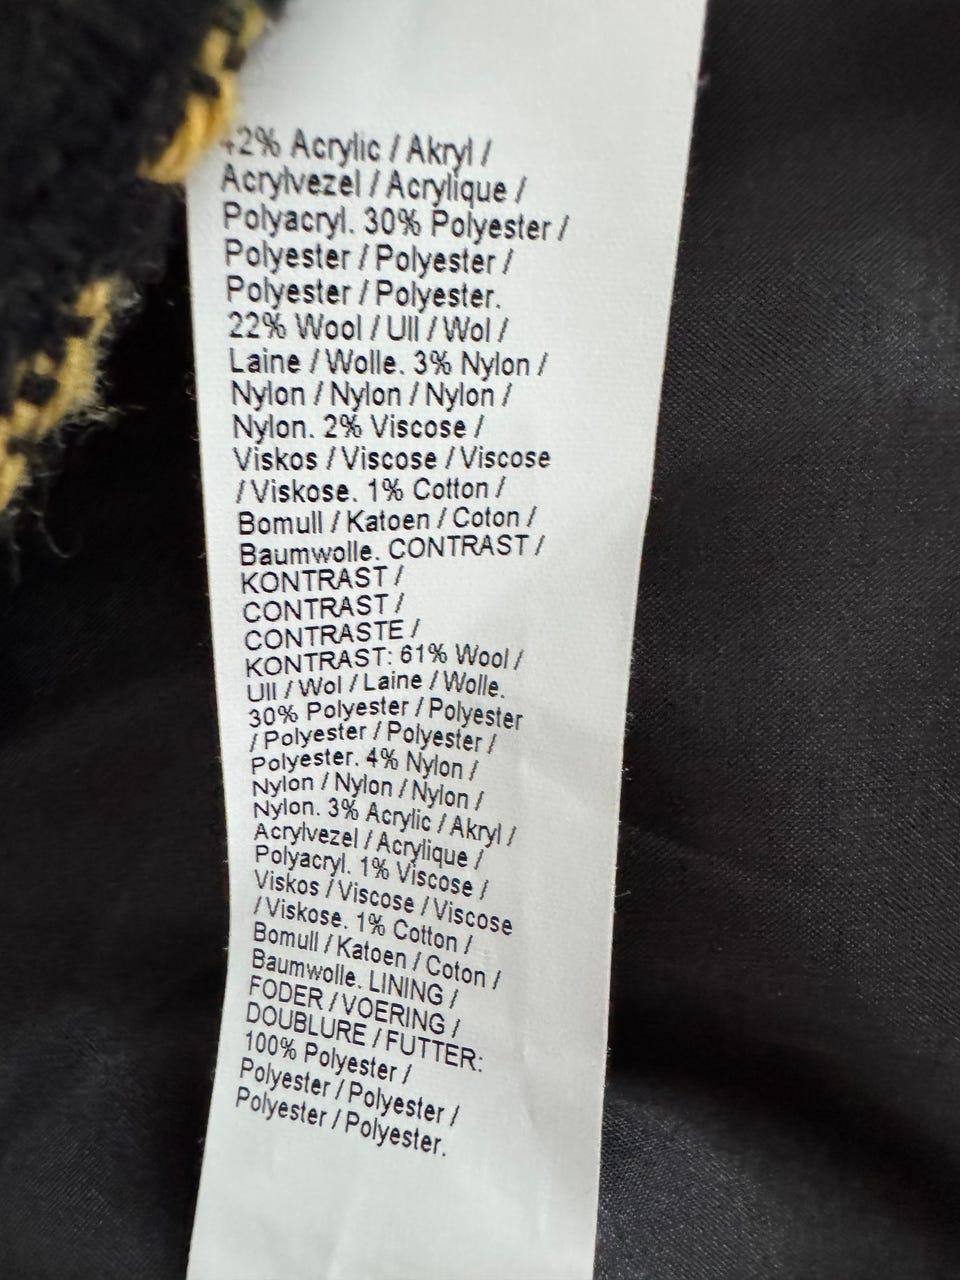 42% Acrylic / Akryl /
Acrylvezel / Acrylique /
Polyacryl. 30% Polyester /
Polyester / Polyester /
Polyester / Polyester.
22% Wool / Ull / Wol /
Laine / Wolle. 3% Nylon /
Nylon / Nylon / Nylon /
Nylon. 2% Viscose /
Viskos / Viscose / Viscose
/ Viskose. 1% Cotton /
Bomull / Katoen / Coton /
Baumwolle. CONTRAST /
KONTRAST /
CONTRAST /
CONTRASTE /
KONTRAST: 61% Wool /
Ull / Wol / Laine / Wolle.
30% Polyester / Polyester
/ Polyester / Polyester /
Polyester. 4% Nylon /
Nylon / Nylon / Nylon /
Nylon. 3% Acrylic / Akryl /
Acrylvezel / Acrylique /
Polyacryl. 1% Viscose /
Viskos / Viscose / Viscose
/ Viskose. 1% Cotton /
Bomull / Katoen / Coton /
Baumwolle. LINING /
FODER / VOERING /
DOUBLURE / FUTTER:
100% Polyester /
Polyester / Polyester /
Polyester / Polyester.